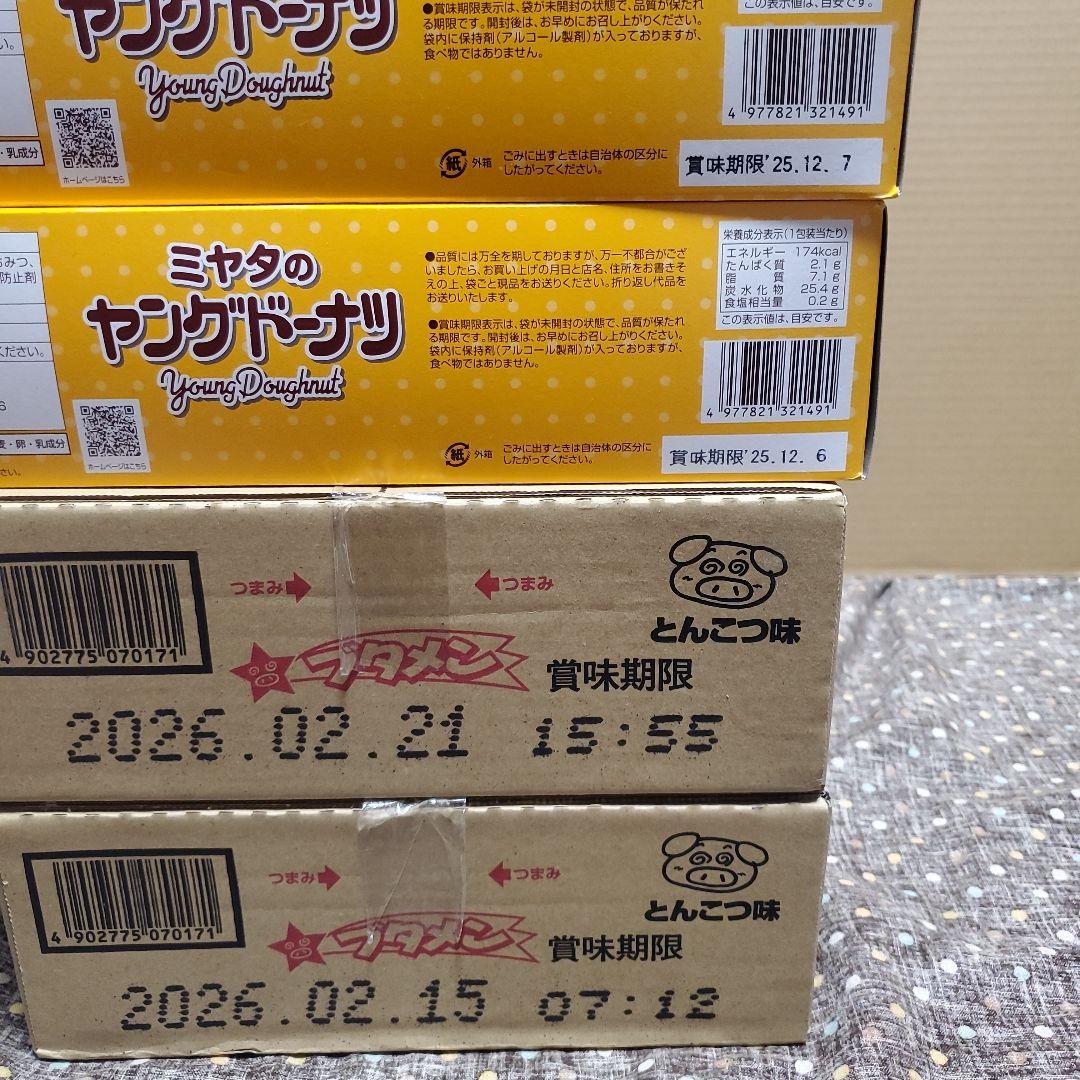 ヤングドーナツ
Young Doughnut
ホームページはこちら
・乳成分
●賞味期限表示は、袋が未開封の状態で、品質が保たれ
る期限です。開封後は、お早めにお召し上がりください。
袋内に保持剤(アルコール製剤)が入っておりますが、
食べ物ではありません。
この表示値は、目安です。
4 977821 321491
紙 外箱
ごみに出すときは自治体の区分に
したがってください。
賞味期限'25.12. 7
ミヤタの
ヤングドーナツ
Young Doughnut
ホームページはこちら
防止剤
ください。
・卵・乳成分
●品質には万全を期しておりますが、万一不都合がござ
いましたら、お買い上げの月日と店名、住所をお書きそ
えの上、袋ごと現品をお送りください。折り返し代品を
お送りいたします。
●賞味期限表示は、袋が未開封の状態で、品質が保たれ
る期限です。開封後は、お早めにお召し上がりください。
袋内に保持剤(アルコール製剤)が入っておりますが、
食べ物ではありません。
栄養成分表示(1包装当たり)
エネルギー 174kcal
たんぱく質 2.1g
脂質 7.1g
炭水化物 25.4g
食塩相当量 0.2g
この表示値は、目安です。
4 977821 321491
紙 外箱
ごみに出すときは自治体の区分に
したがってください。
賞味期限'25.12. 6
4 902775 070171
つまみ つまみ
とんこつ味
ブタメン 賞味期限
2026.02.21 15:55
4 902775 070171
つまみ つまみ
とんこつ味
ブタメン 賞味期限
2026.02.15 07:12